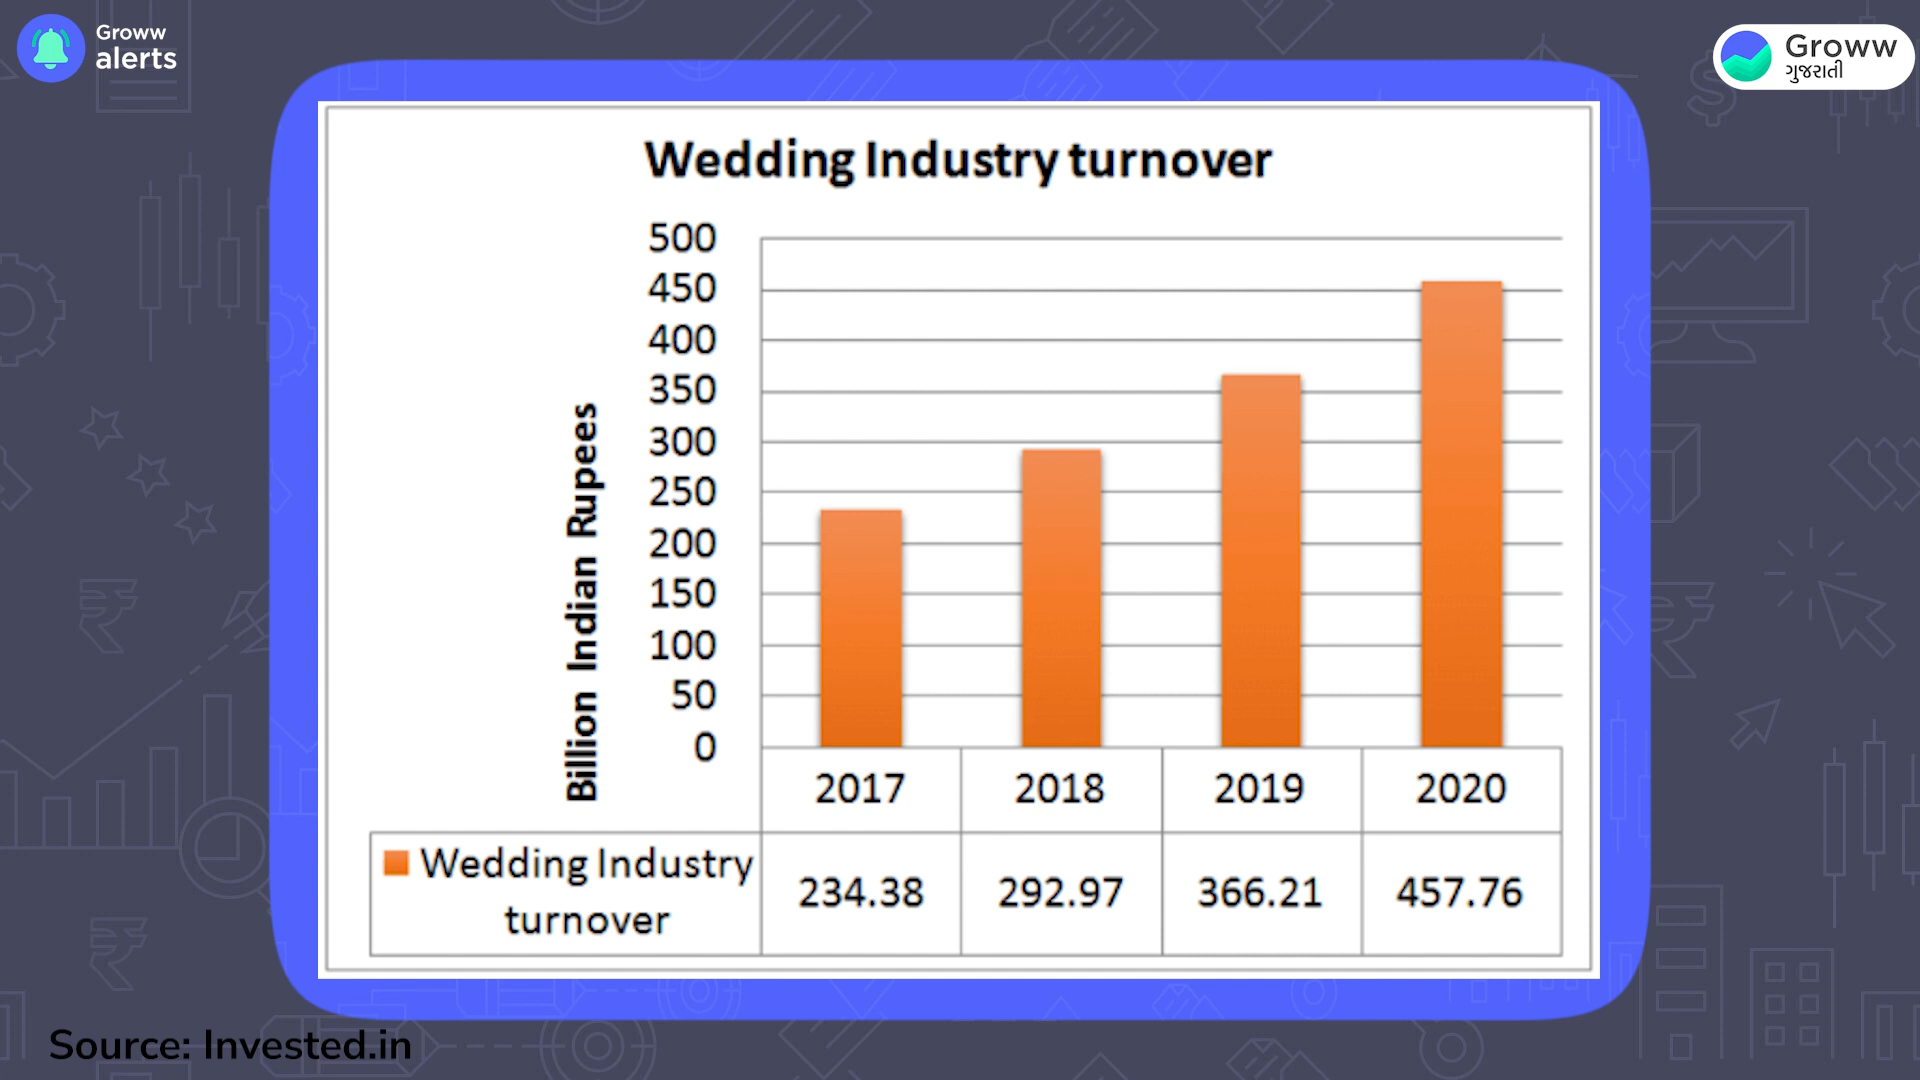 Groww
alerts
Groww
ગુજરાતી
Wedding Industry turnover
Billion Indian Rupees
500
450
400
350
300
250
200
150
100
50
0
2017 2018 2019 2020
Wedding Industry
turnover
234.38 292.97 366.21 457.76
Source: Invested.in